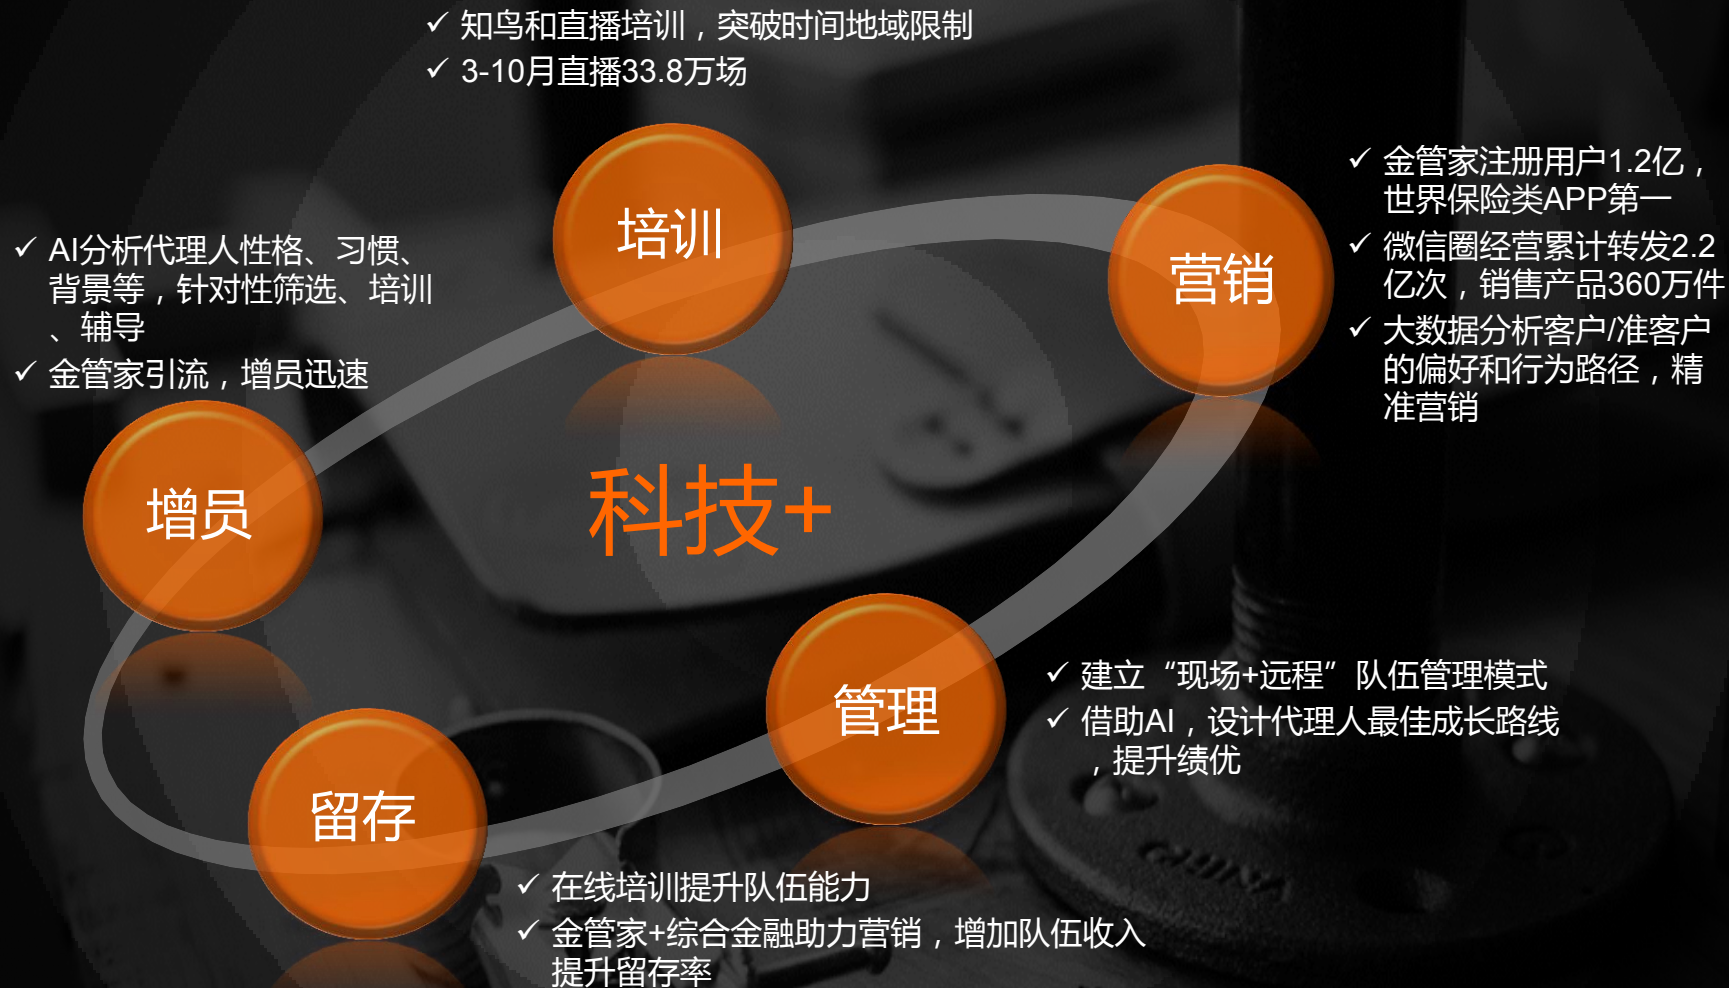 ✓ 知鸟和直播培训，突破时间地域限制
✓ 3-10月直播33.8万场
培训
✓ 金管家注册用户1.2亿，
世界保险类APP第一
✓ 微信圈经营累计转发2.2
亿次，销售产品360万件
✓ 大数据分析客户/准客户
的偏好和行为路径，精
准营销
营销
✓ AI分析代理人性格、习惯、
背景等，针对性筛选、培训
、辅导
✓ 金管家引流，增员迅速
增员
科技+
管理
✓ 建立“现场+远程”队伍管理模式
✓ 借助AI，设计代理人最佳成长路线
，提升绩优
留存
✓ 在线培训提升队伍能力
✓ 金管家+综合金融助力营销，增加队伍收入
提升留存率